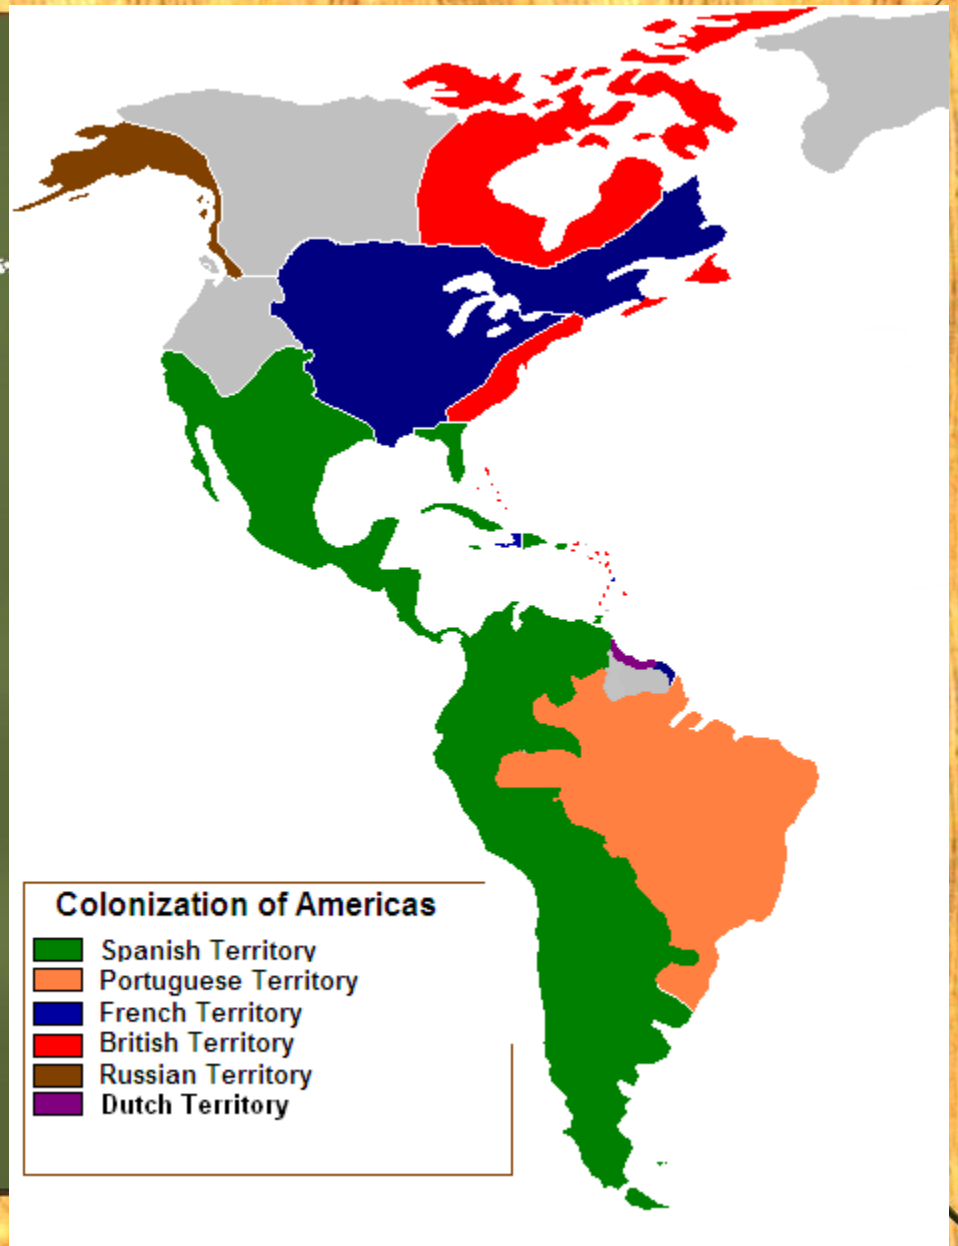 Colonization of Americas
Spanish Territory
Portuguese Territory
French Territory
British Territory
Russian Territory
Dutch Territory